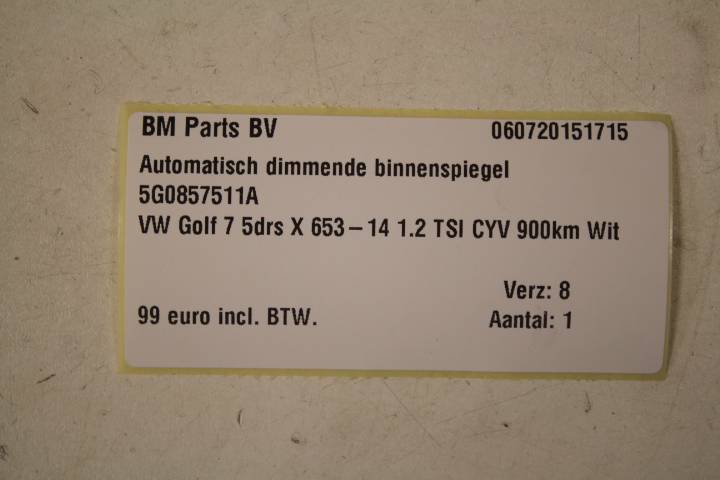 BM Parts BV 060720151715
Automatisch dimmende binnenspiegel
5G0857511A
VW Golf 7 5drs X 653-14 1.2 TSI CYV 900km Wit
Verz: 8
99 euro incl. BTW. Aantal: 1